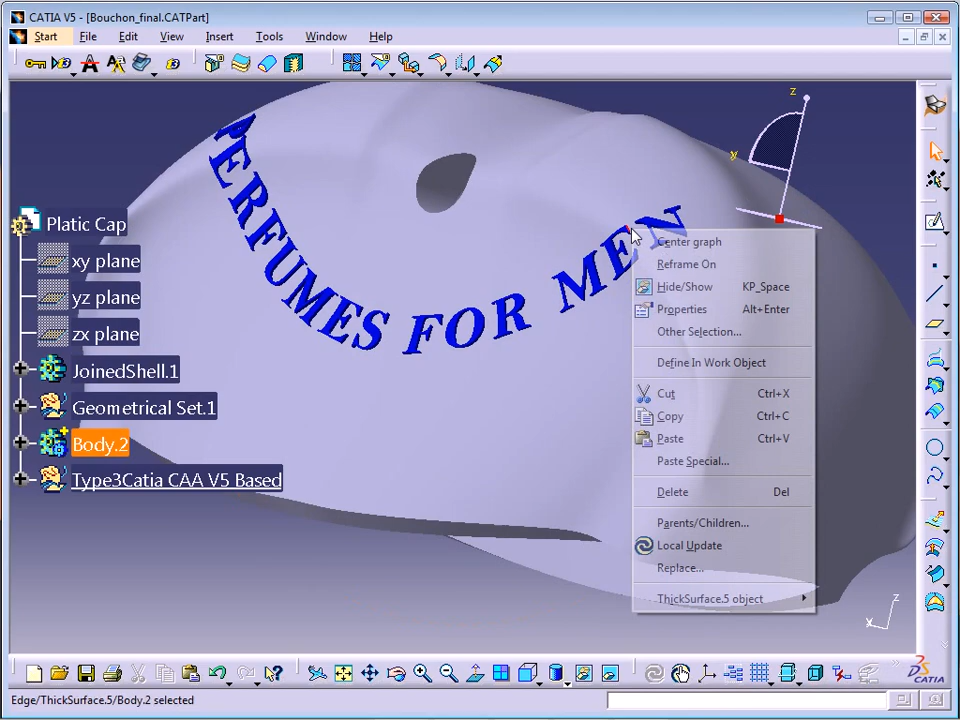 CATIA V5 - [Bouchon_final.CATPart]
Start File Edit View Insert Tools Window Help
z
y
PERFUMES FOR MEN
Platic Cap
xy plane
yz plane
zx plane
JoinedShell.1
Geometrical Set.1
Body.2
Type3Catia CAA V5 Based
Center graph
Reframe On
Hide/Show KP_Space
Properties Alt+Enter
Other Selection...
Define In Work Object
Cut Ctrl+X
Copy Ctrl+C
Paste Ctrl+V
Paste Special...
Delete Del
Parents/Children...
Local Update
Replace...
ThickSurface.5 object
z
x
CATIA
Edge/ThickSurface.5/Body.2 selected